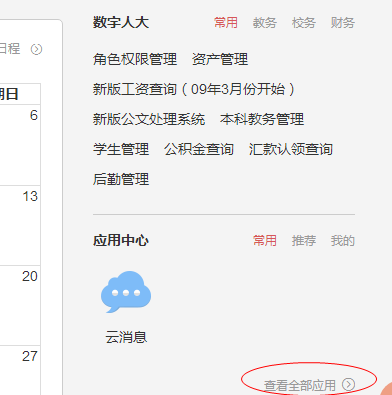 日程
期日
6
13
20
27
数字人大 常用 教务 校务 财务
角色权限管理 资产管理
新版工资查询（09年3月份开始）
新版公文处理系统 本科教务管理
学生管理 公积金查询 汇款认领查询
后勤管理
应用中心 常用 推荐 我的
云消息
查看全部应用